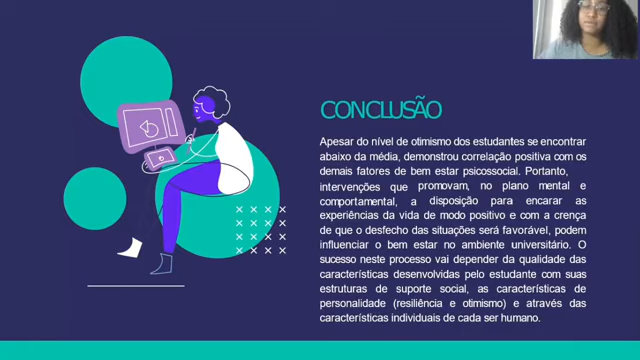 CONCLUSÃO
Apesar do nível de otimismo dos estudantes se encontrar
abaixo da média, demonstrou correlação positiva com os
demais fatores de bem estar psicossocial. Portanto,
intervenções que promovam, no plano mental e
comportamental, a disposição para encarar as
experiências da vida de modo positivo e com a crença
de que o desfecho das situações será favorável, podem
influenciar o bem estar no ambiente universitário. O
sucesso neste processo vai depender da qualidade das
características desenvolvidas pelo estudante com suas
estruturas de suporte social, as características de
personalidade (resiliência e otimismo) e através das
características individuais de cada ser humano.